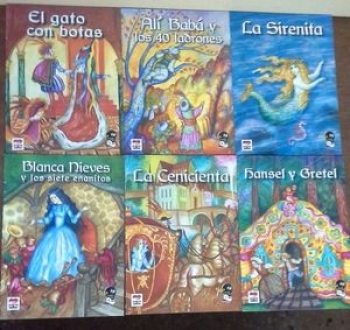 El gato
con botas
Alí Babá y
los 40 ladrones
La Sirenita
Blanca Nieves
y los siete enanitos
La Cenicienta
Hansel y Gretel